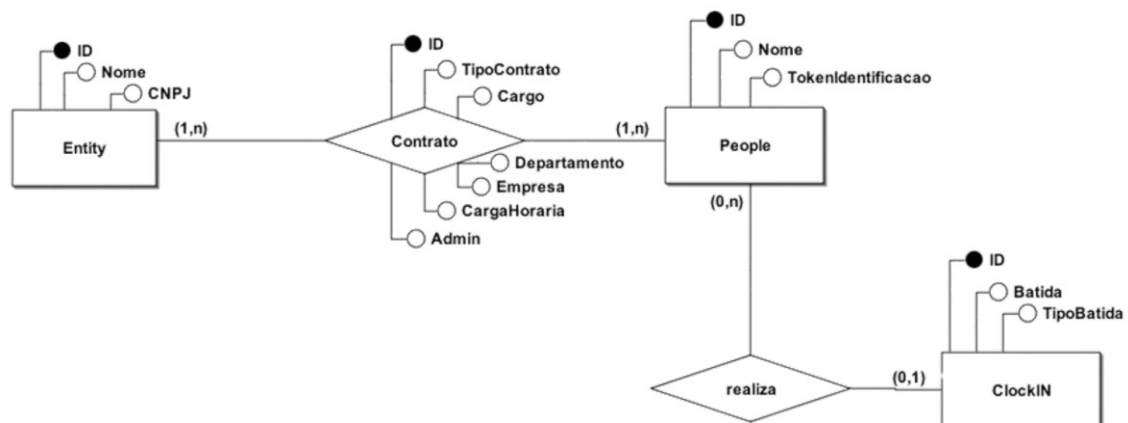 ID
Nome
CNPJ
Entity
(1,n)
ID
TipoContrato
Cargo
Contrato
Departamento
Empresa
CargaHoraria
Admin
(1,n)
ID
Nome
TokenIdentificacao
People
(0,n)
realiza
(0,1)
ID
Batida
TipoBatida
ClockIN